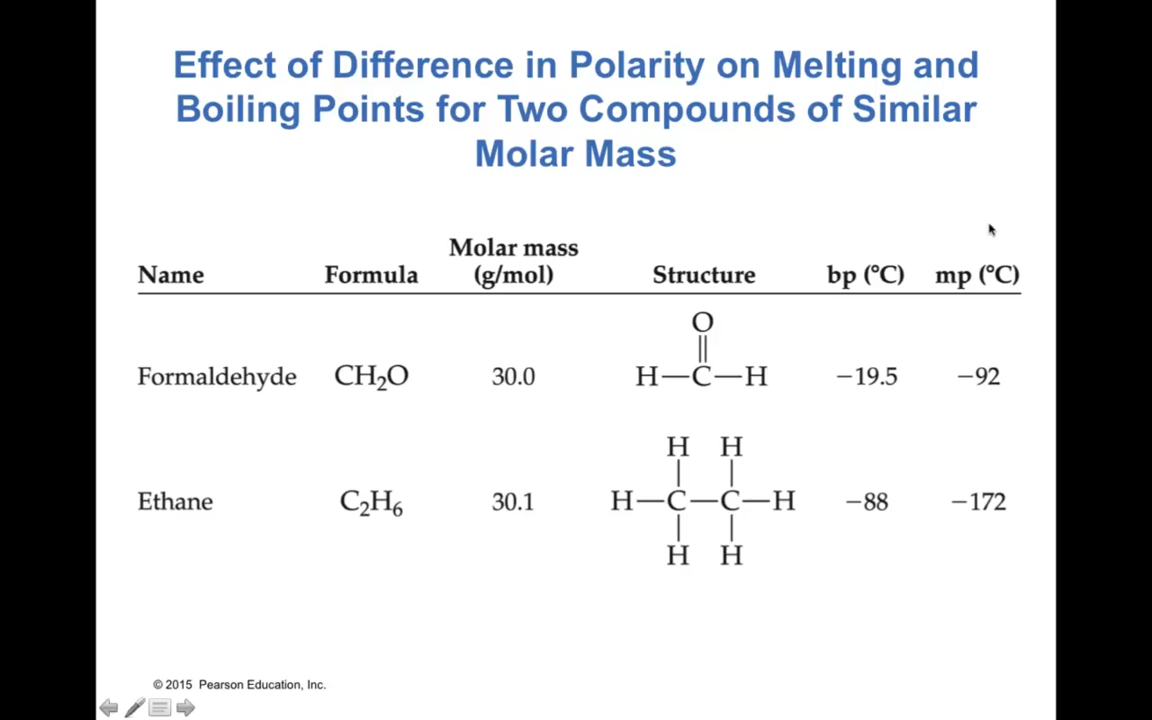 Effect of Difference in Polarity on Melting and
Boiling Points for Two Compounds of Similar
Molar Mass
Molar mass
Name Formula (g/mol) Structure bp (°C) mp (°C)
O
||
Formaldehyde CH₂O 30.0 H—C—H −19.5 −92
H H
| |
Ethane C₂H₆ 30.1 H—C—C—H −88 −172
| |
H H
© 2015 Pearson Education, Inc.